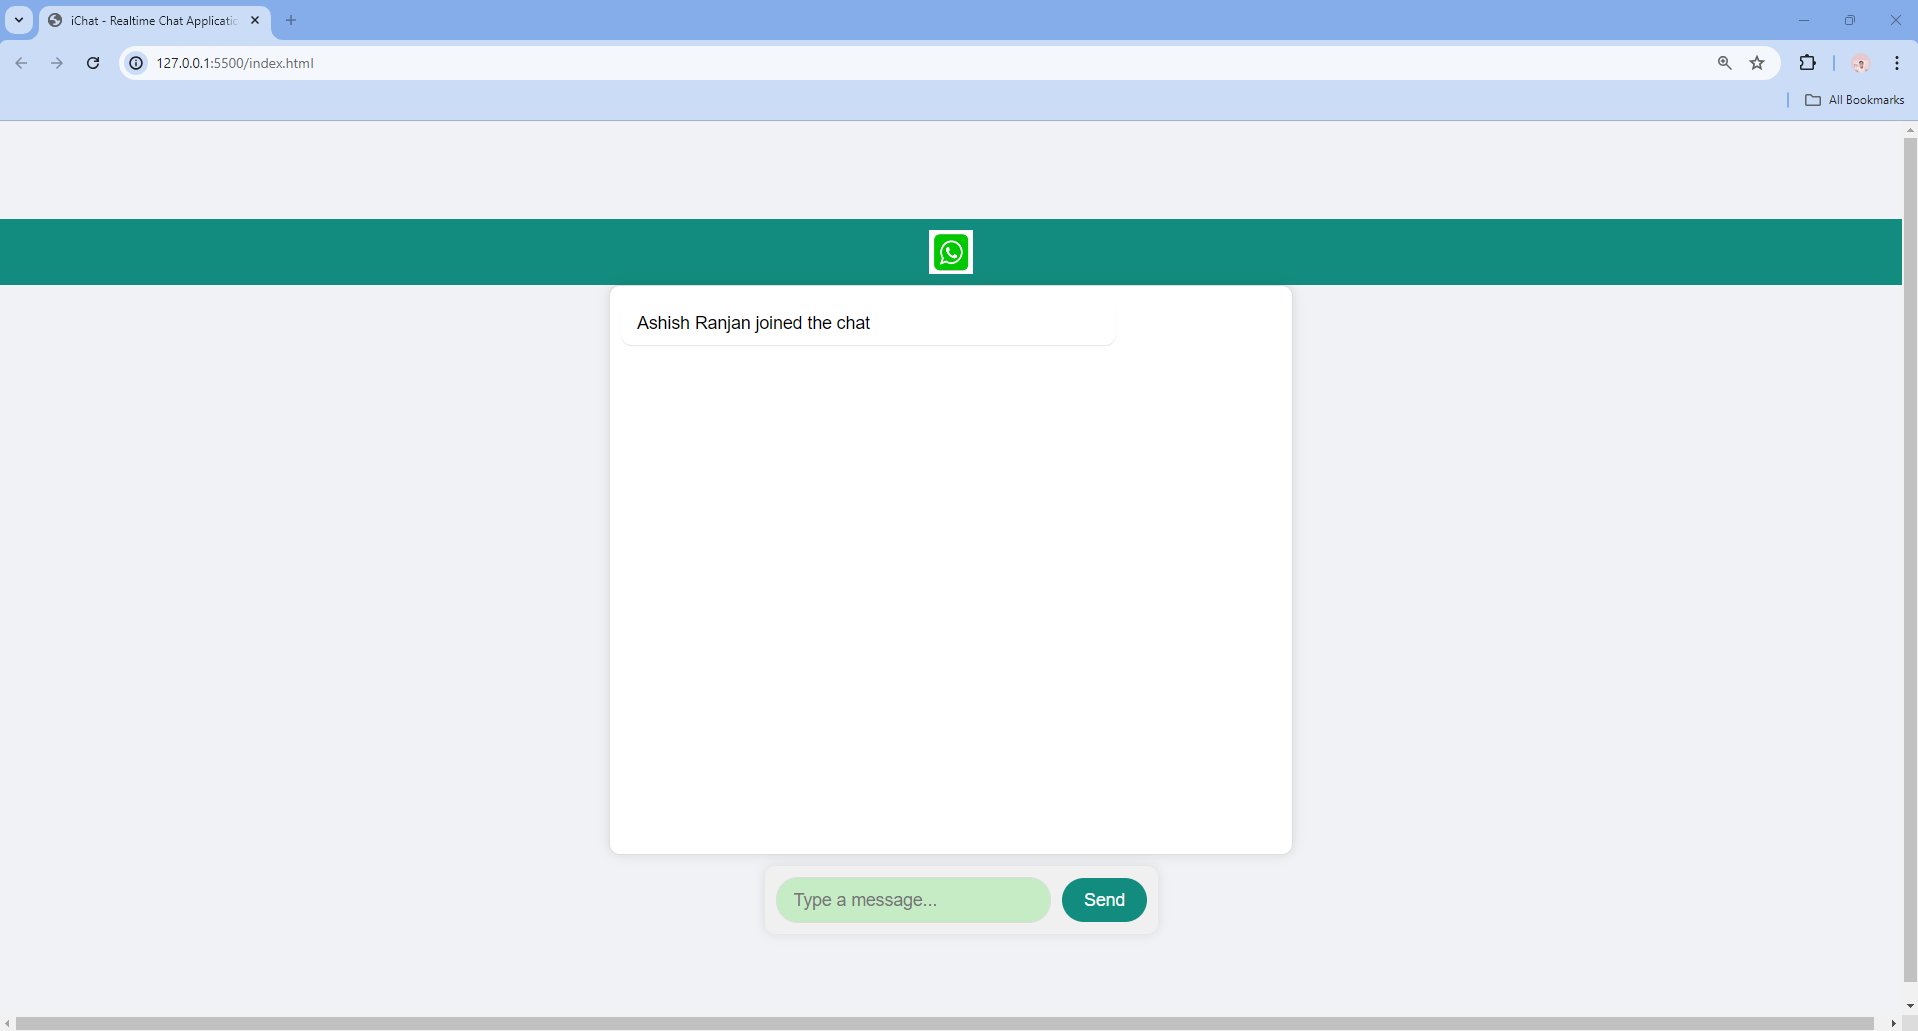 iChat - Realtime Chat Applicatio
127.0.0.1:5500/index.html
All Bookmarks
Ashish Ranjan joined the chat
Type a message...
Send